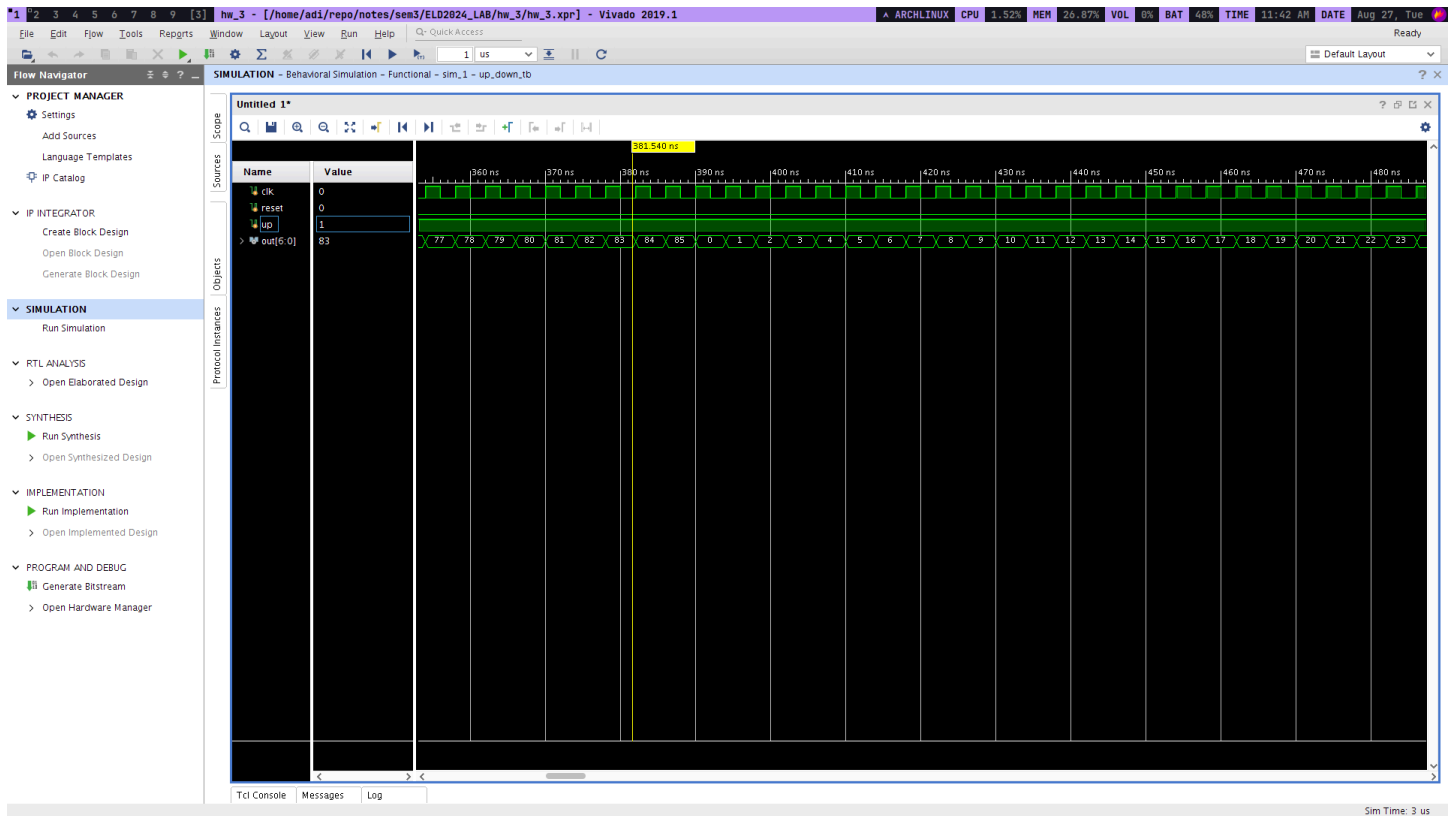 1 2 3 4 5 6 7 8 9 [3] hw_3 - [/home/adi/repo/notes/sem3/ELD2024_LAB/hw_3/hw_3.xpr] - Vivado 2019.1 ʌ ARCHLINUX CPU 1.52% MEM 26.87% VOL 0% BAT 48% TIME 11:42 AM DATE Aug 27, Tue
File Edit Flow Tools Reports Window Layout View Run Help Q- Quick Access Ready
1 us Default Layout
Flow Navigator ? SIMULATION - Behavioral Simulation - Functional - sim_1 - up_down_tb ? X
PROJECT MANAGER
Settings
Add Sources
Language Templates
IP Catalog
IP INTEGRATOR
Create Block Design
Open Block Design
Generate Block Design
SIMULATION
Run Simulation
RTL ANALYSIS
Open Elaborated Design
SYNTHESIS
Run Synthesis
Open Synthesized Design
IMPLEMENTATION
Run Implementation
Open Implemented Design
PROGRAM AND DEBUG
Generate Bitstream
Open Hardware Manager
Scope
Sources
Objects
Protocol Instances
Untitled 1*
381.540 ns
Name Value 360 ns 370 ns 380 ns 390 ns 400 ns 410 ns 420 ns 430 ns 440 ns 450 ns 460 ns 470 ns 480 ns
clk 0
reset 0
up 1
out[6:0] 83 77 78 79 80 81 82 83 84 85 0 1 2 3 4 5 6 7 8 9 10 11 12 13 14 15 16 17 18 19 20 21 22 23
Tcl Console Messages Log
Sim Time: 3 us